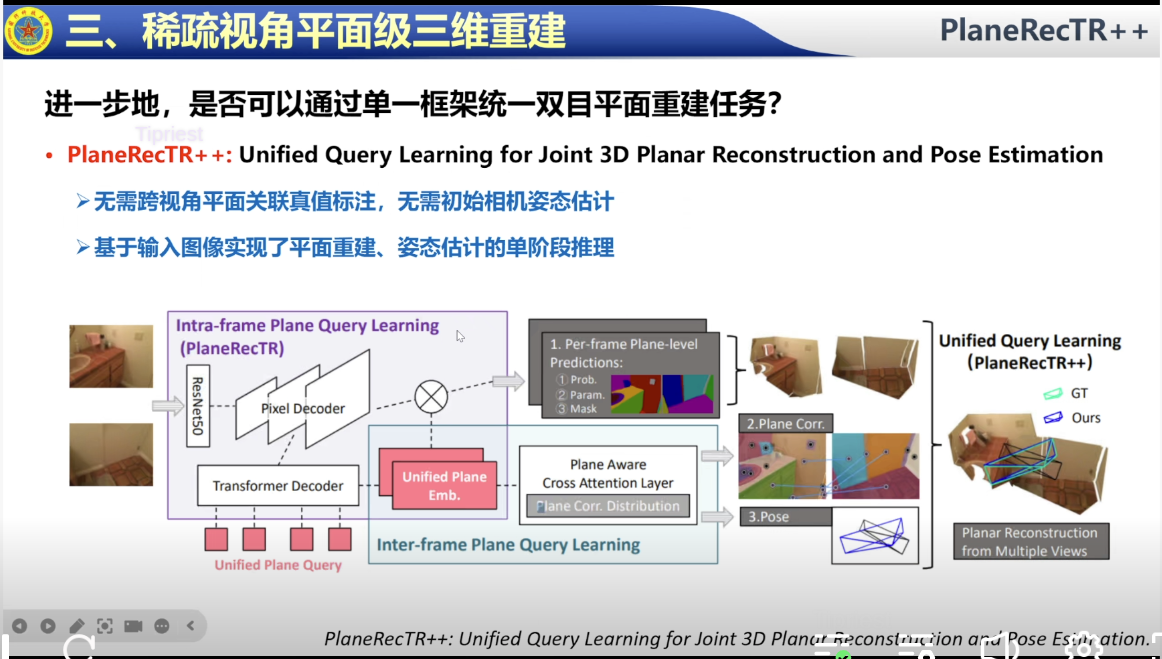 三、稀疏视角平面级三维重建
PlaneRecTR++
进一步地，是否可以通过单一框架统一双目平面重建任务？
Tipriest
• PlaneRecTR++: Unified Query Learning for Joint 3D Planar Reconstruction and Pose Estimation
➢无需跨视角平面关联真值标注，无需初始相机姿态估计
➢基于输入图像实现了平面重建、姿态估计的单阶段推理
Intra-frame Plane Query Learning
(PlaneRecTR)
ResNet50
Pixel Decoder
Transformer Decoder
Unified Plane Query
Unified Plane
Emb.
Plane Aware
Cross Attention Layer
Plane Corr. Distribution
Inter-frame Plane Query Learning
1. Per-frame Plane-level
Predictions:
① Prob.
② Param.
③ Mask
2.Plane Corr.
3.Pose
Unified Query Learning
(PlaneRecTR++)
GT
Ours
Planar Reconstruction
from Multiple Views
PlaneRecTR++: Unified Query Learning for Joint 3D Planar Reconstruction and Pose Estimation.